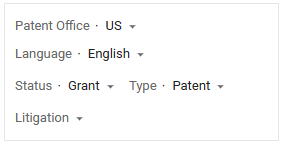 Patent Office · US
Language · English
Status · Grant Type · Patent
Litigation